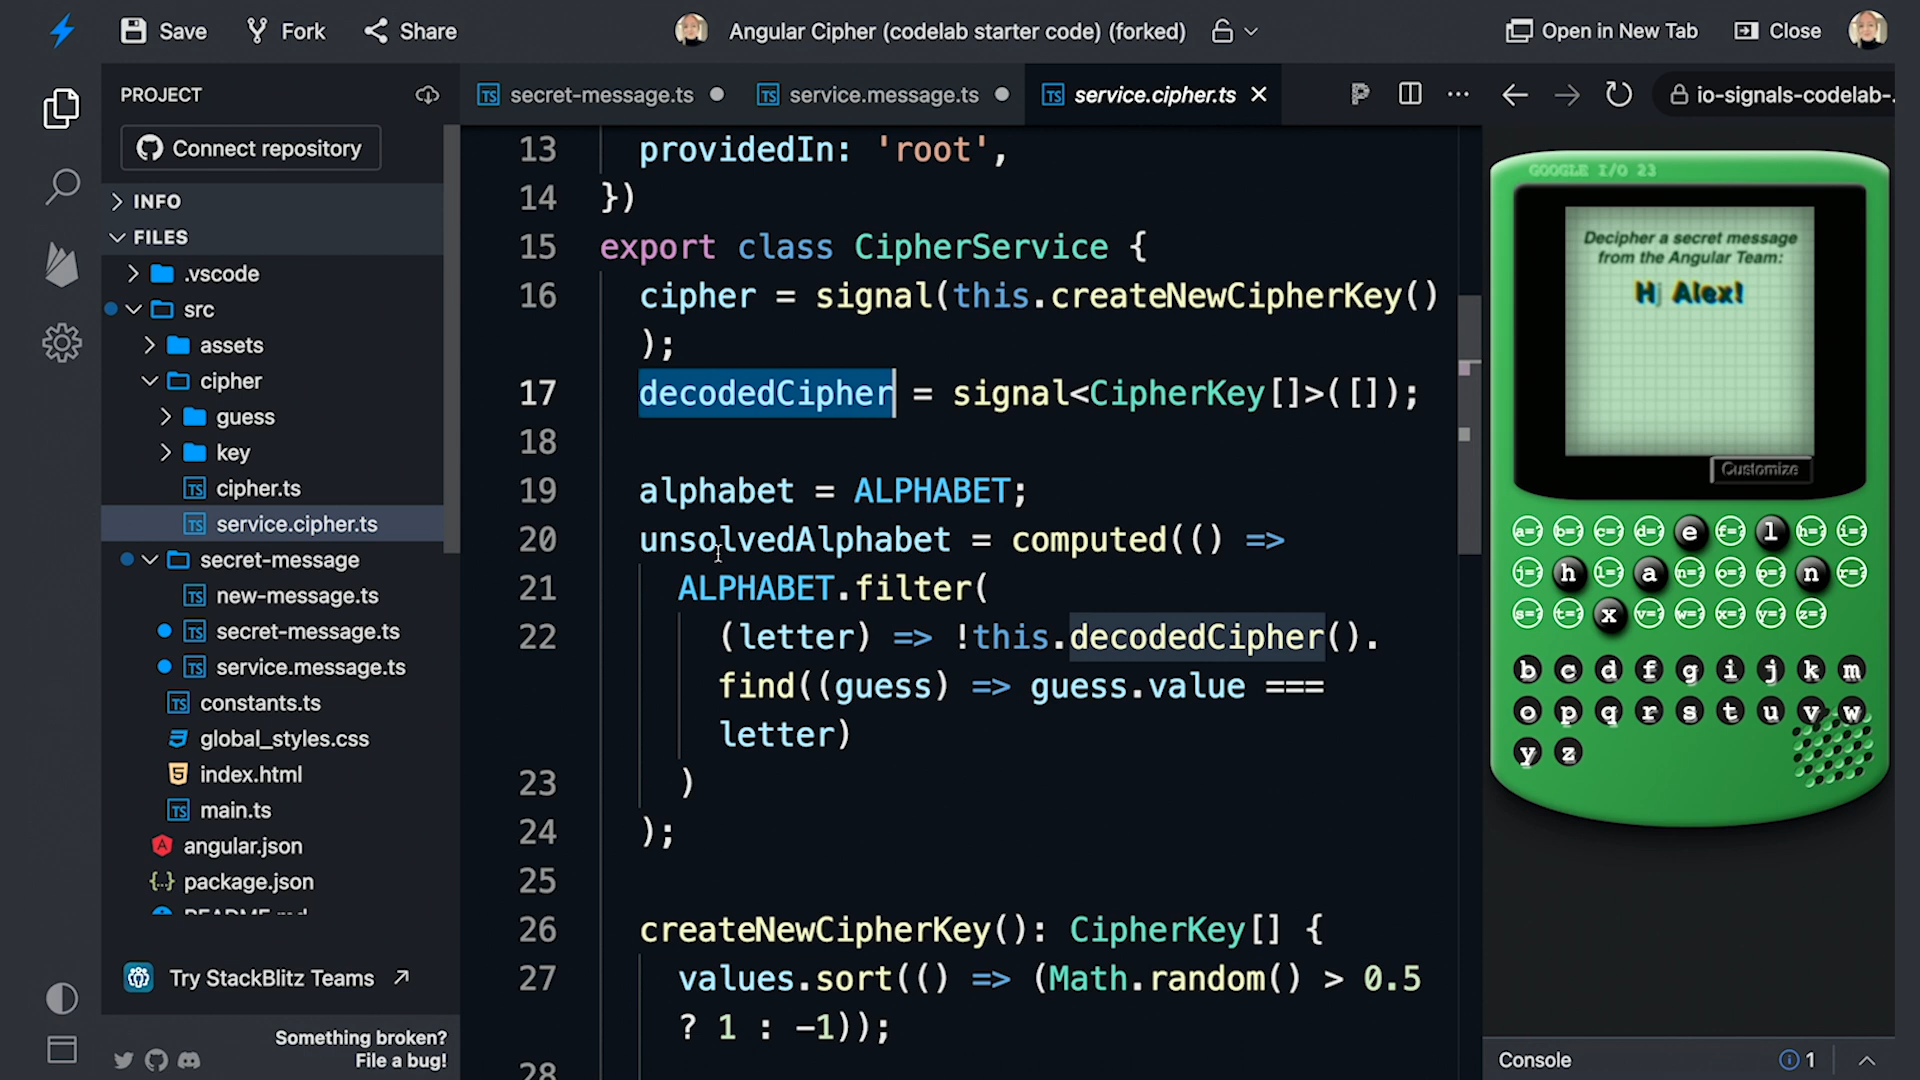 Save
Fork
Share
Angular Cipher (codelab starter code) (forked)
Open in New Tab
Close
PROJECT
Connect repository
INFO
FILES
.vscode
src
assets
cipher
guess
key
cipher.ts
service.cipher.ts
secret-message
new-message.ts
secret-message.ts
service.message.ts
constants.ts
global_styles.css
index.html
main.ts
angular.json
package.json
Try StackBlitz Teams
Something broken?
File a bug!
secret-message.ts
service.message.ts
service.cipher.ts
13 providedIn: 'root',
14 })
15 export class CipherService {
16 cipher = signal(this.createNewCipherKey()
);
17 decodedCipher = signal<CipherKey[]>([]);
18
19 alphabet = ALPHABET;
20 unsolvedAlphabet = computed(() =>
21 ALPHABET.filter(
22 (letter) => !this.decodedCipher().
find((guess) => guess.value ===
letter)
23 )
24 );
25
26 createNewCipherKey(): CipherKey[] {
27 values.sort(() => (Math.random() > 0.5
? 1 : -1));
28
io-signals-codelab-.
GOOGLE I/O 23
Decipher a secret message
from the Angular Team:
Hi Alex!
Customize
a=? b=? c=? d=? e f=? l h=? i=?
j=? h l=? a n=? o=? p=? n r=?
s=? t=? x v=? w=? x=? y=? z=?
b c d f g i j k m
o p q r s t u v w
y z
Console
1